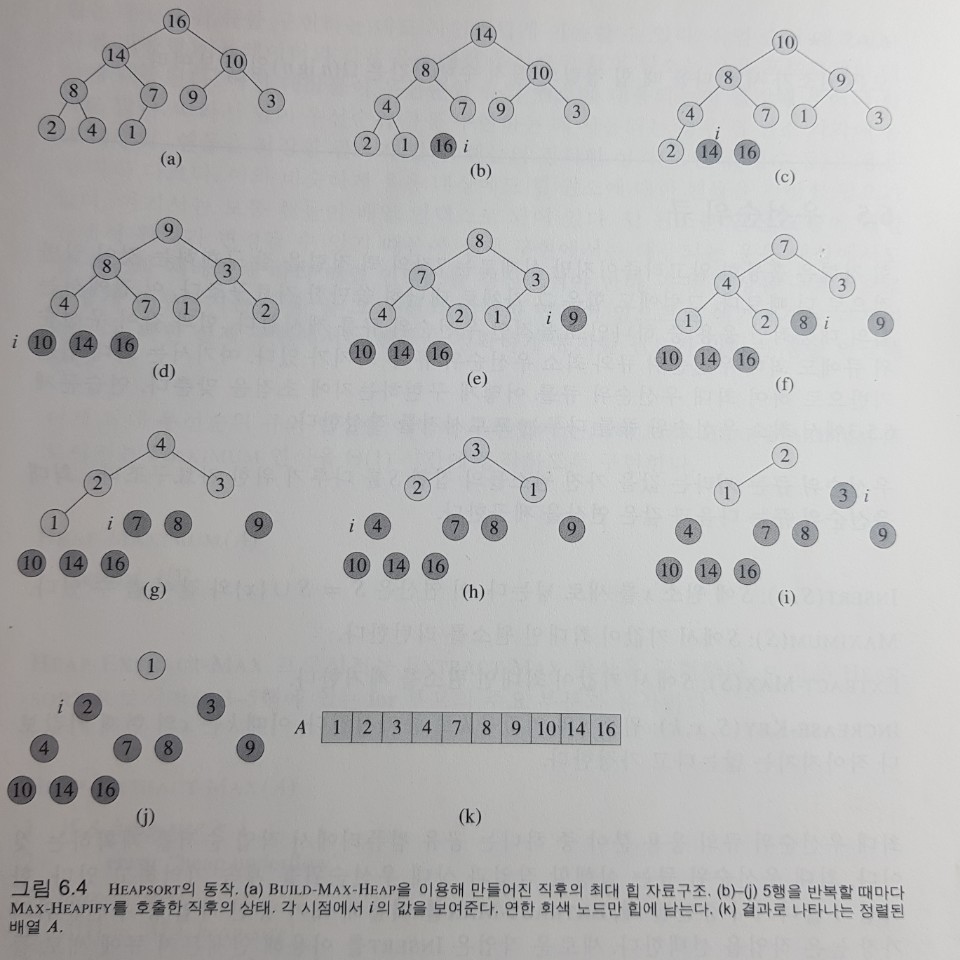 16
14 10
8 7 9 3
2 4 1
(a)
14
8 10
4 7 9 3
2 1 16 i
(b)
10
8 9
4 7 1 3
i
2 14 16
(c)
9
8 3
4 7 1 2
i 10 14 16
(d)
8
7 3
4 2 1 i 9
10 14 16
(e)
7
4 3
1 2 8 i 9
10 14 16
(f)
4
2 3
1 i 7 8 9
10 14 16
(g)
3
2 1
i 4 7 8 9
10 14 16
(h)
2
1 3 i
4 7 8 9
10 14 16
(i)
1
i 2 3
4 7 8 9
10 14 16
(j)
A 1 2 3 4 7 8 9 10 14 16
(k)
그림 6.4 HEAPSORT의 동작. (a) BUILD-MAX-HEAP을 이용해 만들어진 직후의 최대 힙 자료구조. (b)–(j) 5행을 반복할 때마다
MAX-HEAPIFY를 호출한 직후의 상태. 각 시점에서 i의 값을 보여준다. 연한 회색 노드만 힙에 남는다. (k) 결과로 나타나는 정렬된
배열 A.